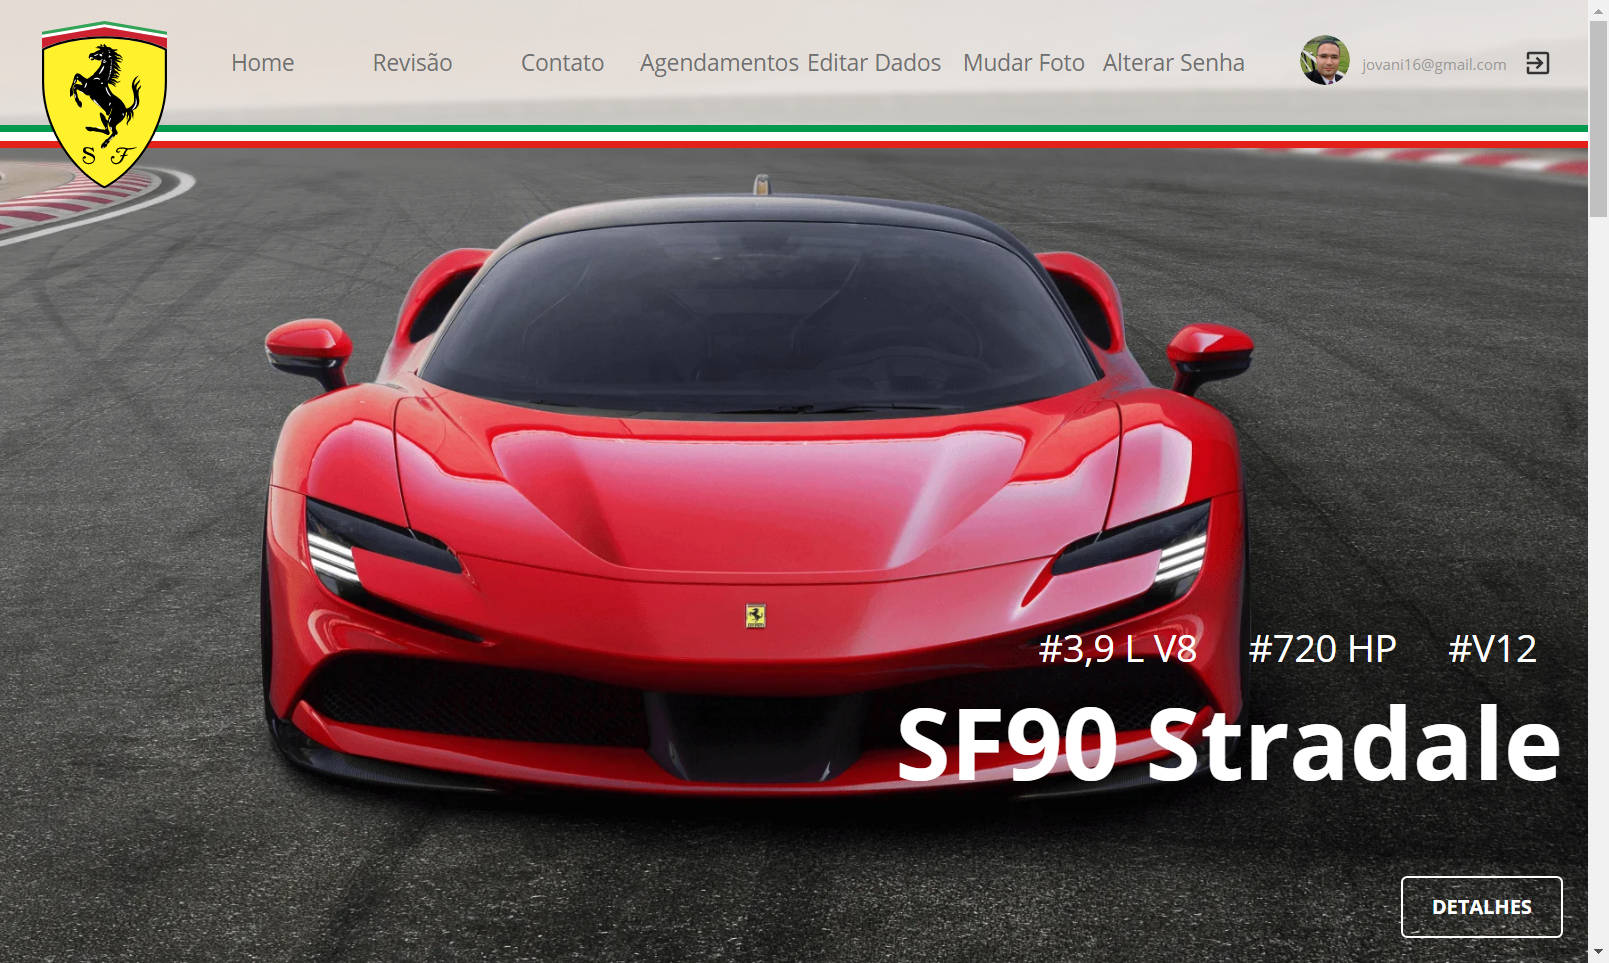 Home Revisão Contato Agendamentos Editar Dados Mudar Foto Alterar Senha jovani16@gmail.com
S F
#3,9 L V8 #720 HP #V12
SF90 Stradale
DETALHES